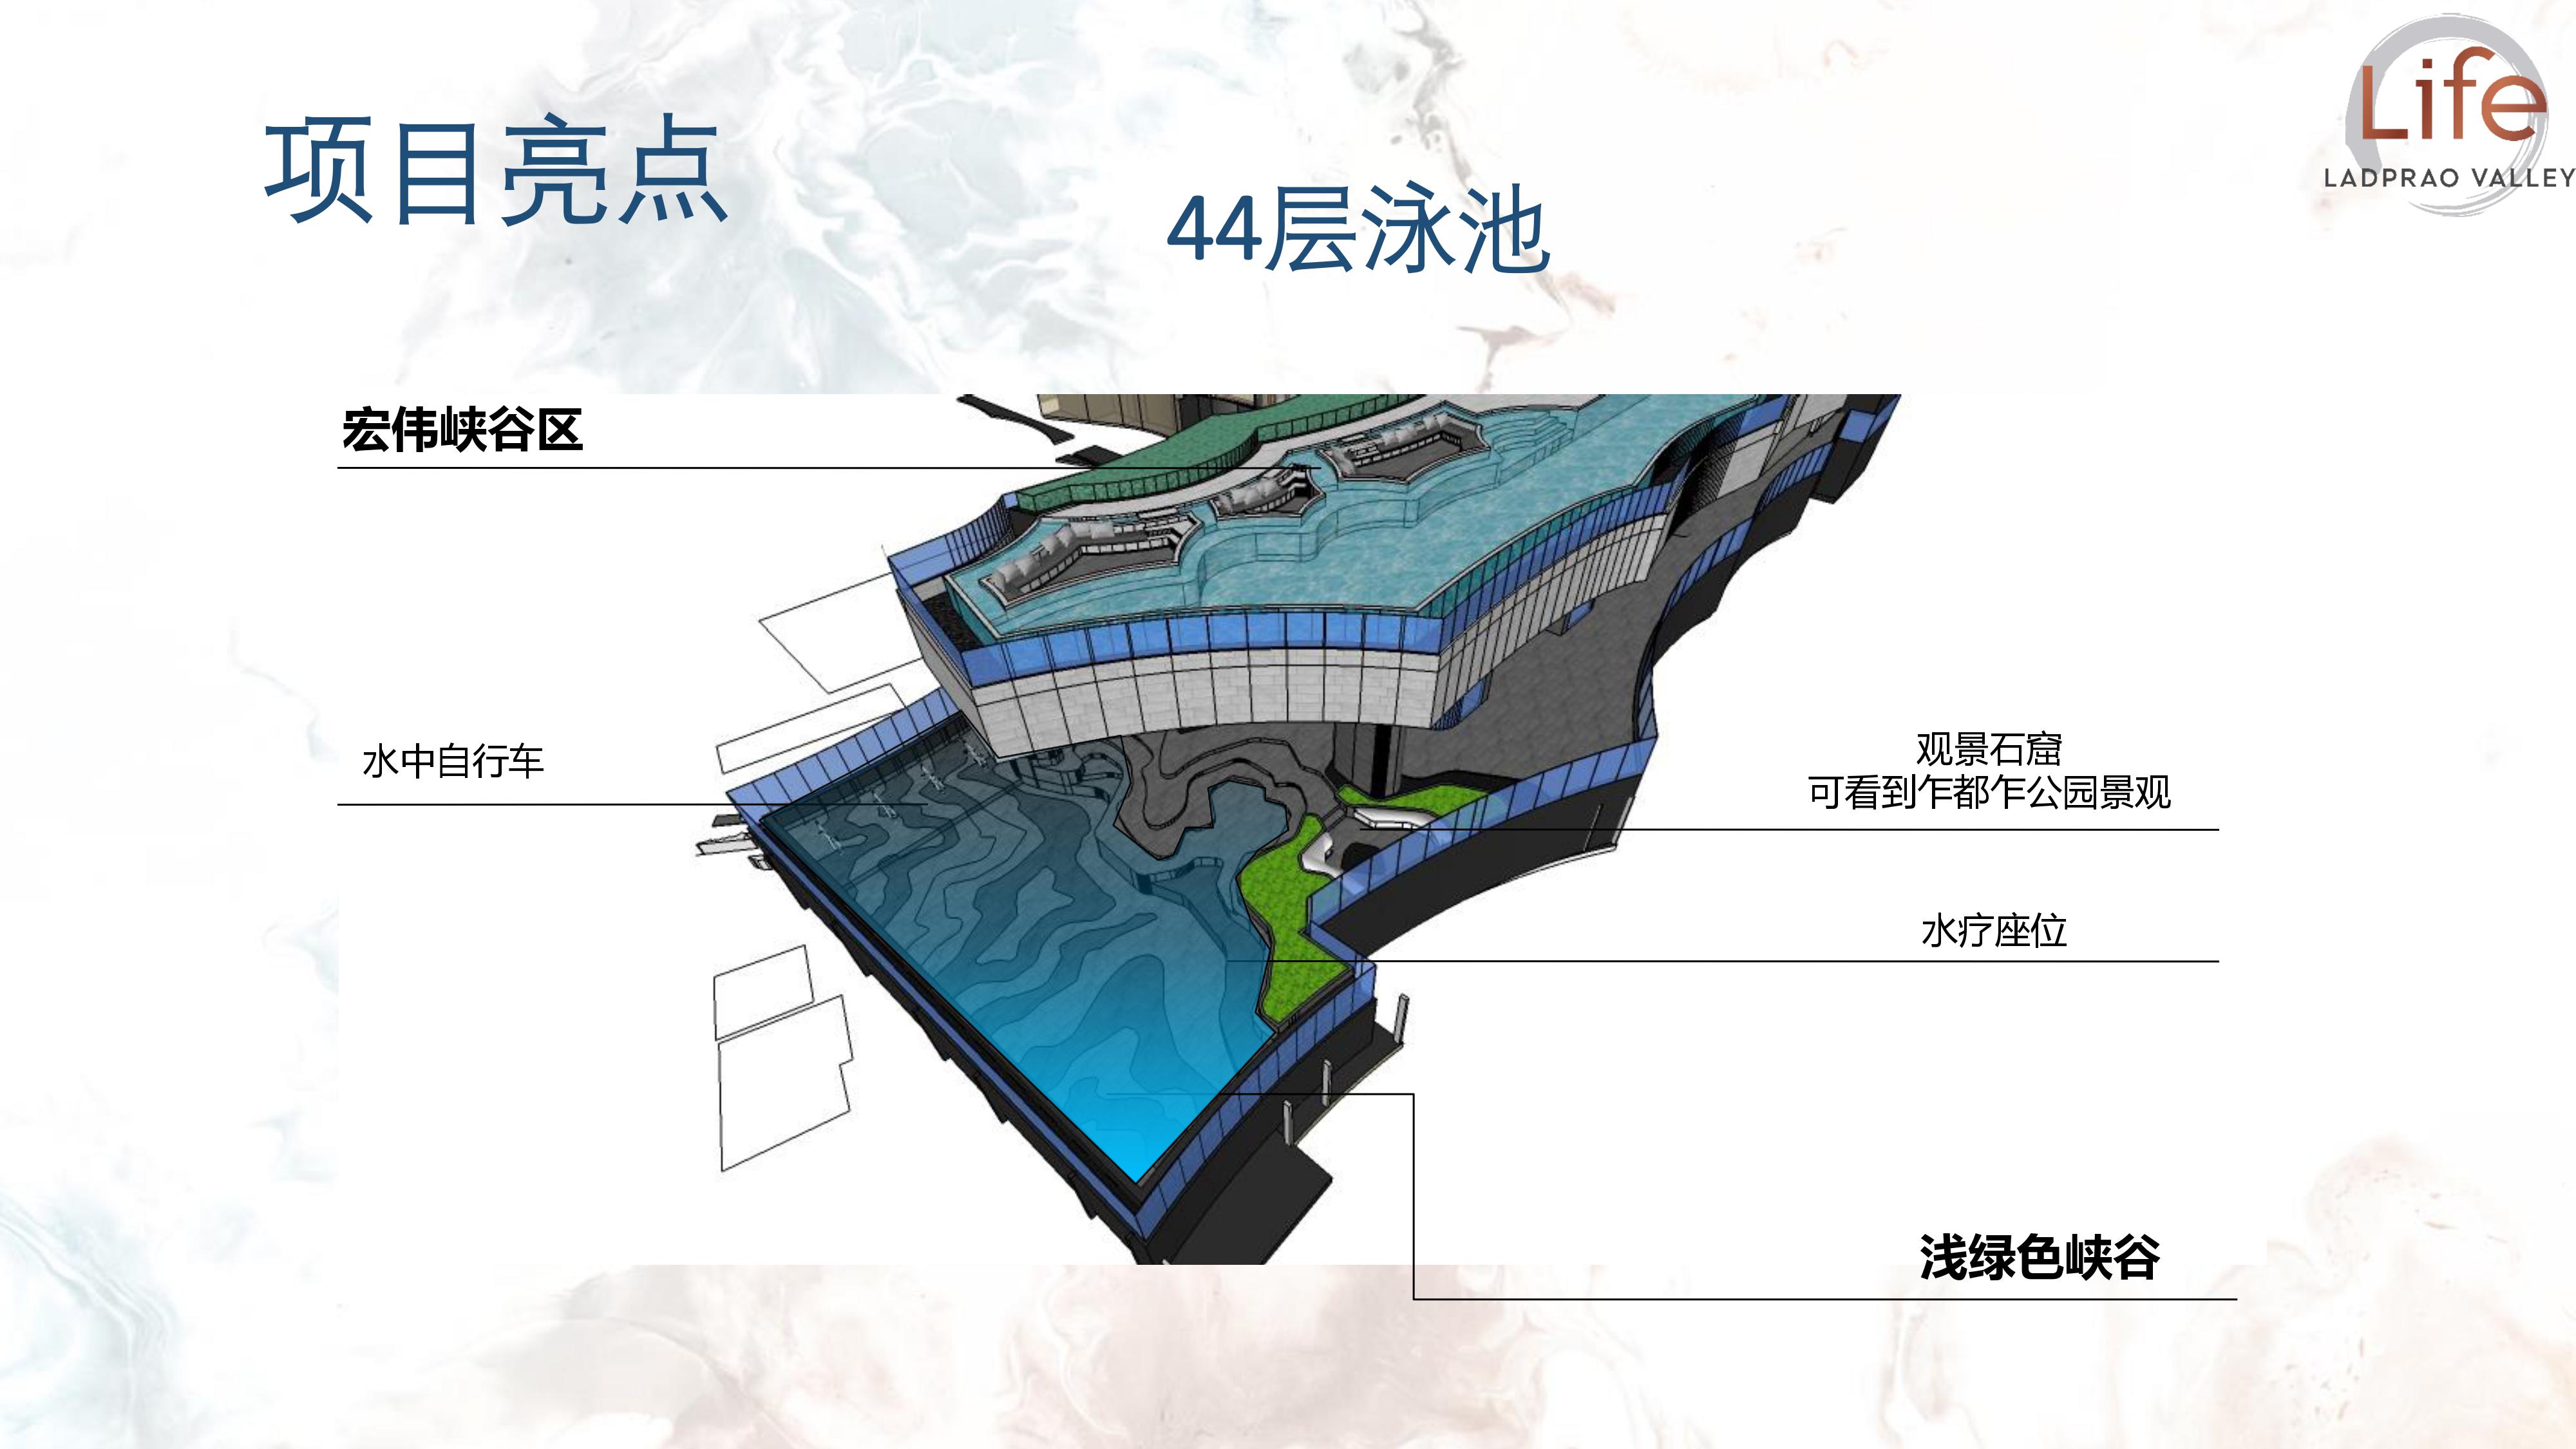 Life
LADPRAO VALLEY
项目亮点
44层泳池
宏伟峡谷区
水中自行车
观景石窟
可看到乍都乍公园景观
水疗座位
浅绿色峡谷